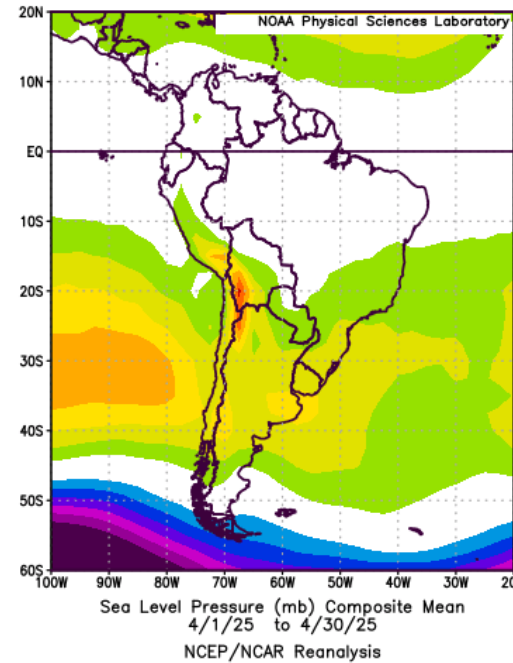 NOAA Physical Sciences Laboratory
20N
10N
EQ
10S
20S
30S
40S
50S
60S
100W 90W 80W 70W 60W 50W 40W 30W 20
Sea Level Pressure (mb) Composite Mean
4/1/25 to 4/30/25
NCEP/NCAR Reanalysis